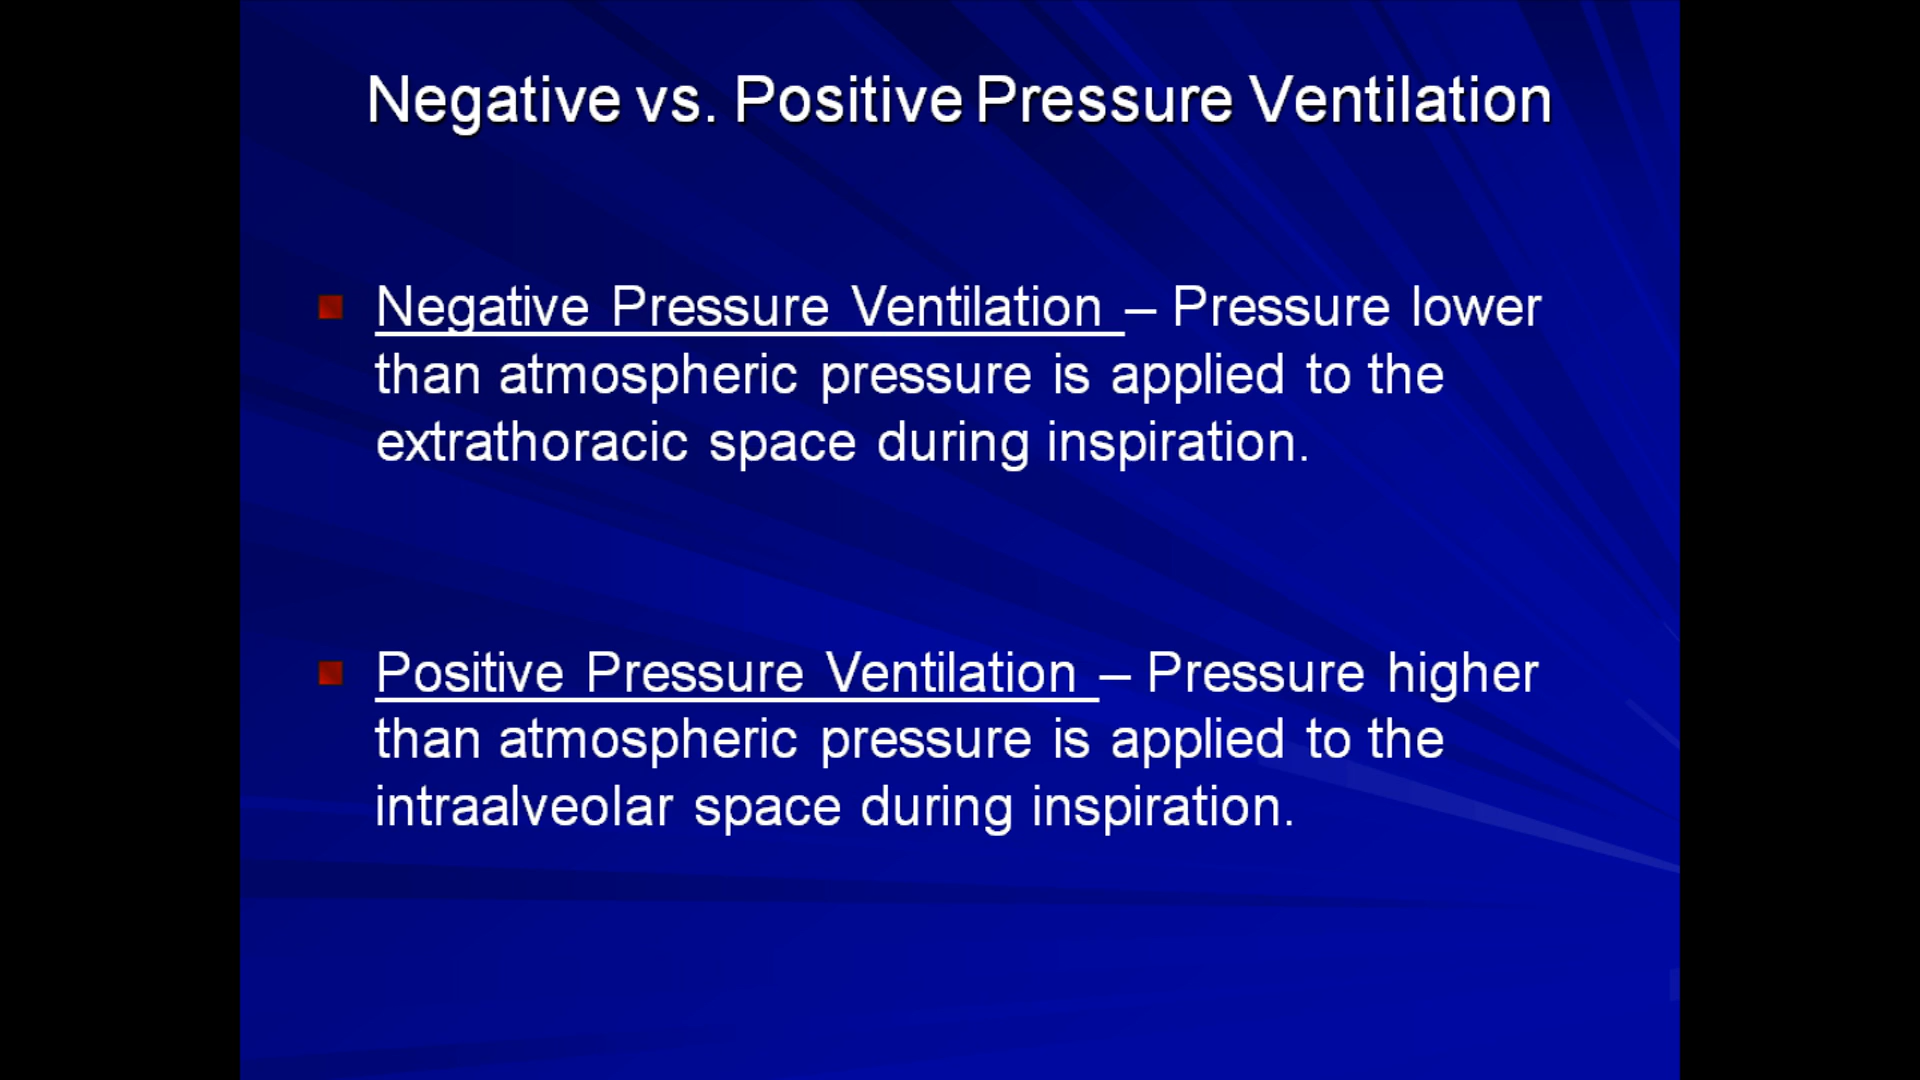 Negative vs. Positive Pressure Ventilation
Negative Pressure Ventilation – Pressure lower
than atmospheric pressure is applied to the
extrathoracic space during inspiration.
Positive Pressure Ventilation – Pressure higher
than atmospheric pressure is applied to the
intraalveolar space during inspiration.